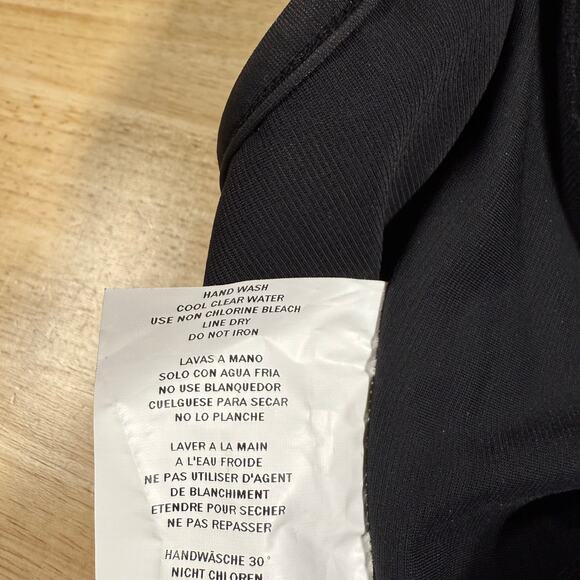 HAND WASH
COOL CLEAR WATER
USE NON CHLORINE BLEACH
LINE DRY
DO NOT IRON
LAVAS A MANO
SOLO CON AGUA FRIA
NO USE BLANQUEDOR
CUELGUESE PARA SECAR
NO LO PLANCHE
LAVER A LA MAIN
A L'EAU FROIDE
NE PAS UTILISER D'AGENT
DE BLANCHIMENT
ETENDRE POUR SECHER
NE PAS REPASSER
HANDWÄSCHE 30°
NICHT CHLOREN